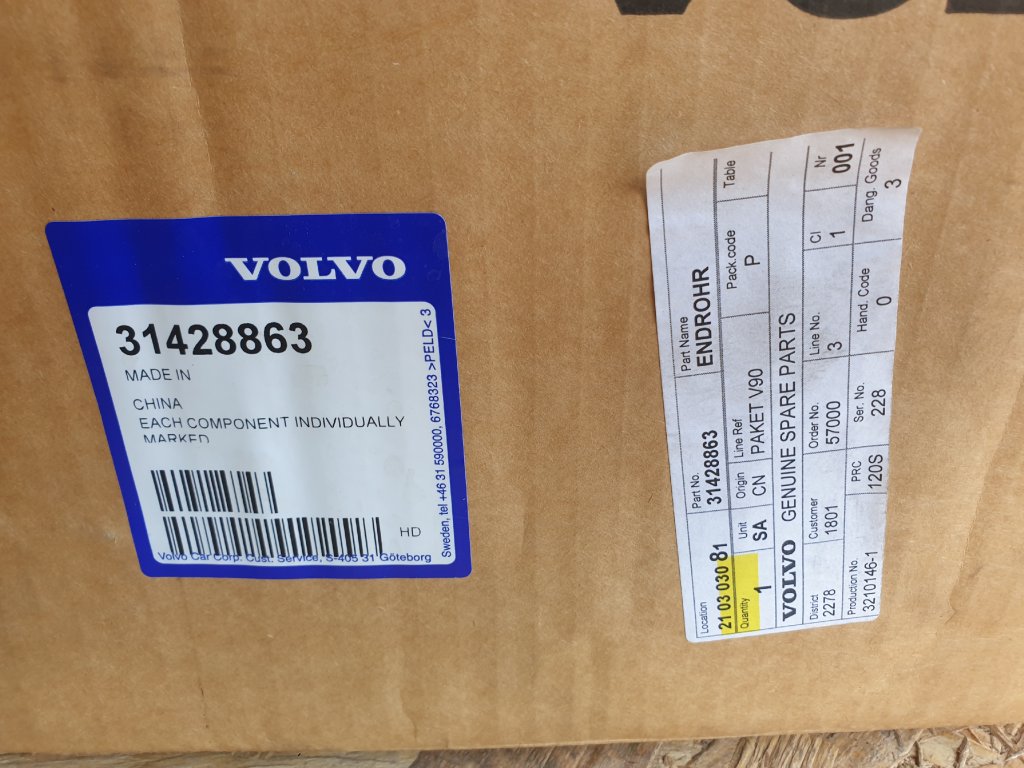 VOLVO
31428863
MADE IN
CHINA
EACH COMPONENT INDIVIDUALLY
MARKED
HD
Volvo Car Corp. Cust. Service, S-405 31 Göteborg
Sweden, tel +46 31 590000, 6768323 >PELD< 3
Location Part No. Part Name Table
21 03 030 81 31428863 ENDROHR
Quantity Unit Origin Line Ref Pack.code
1 SA CN PAKET V90 P
VOLVO GENUINE SPARE PARTS
District Customer Order No. Line No. CI Nr
2278 1801 57000 3 1 001
Production No. PRC Ser. No. Hand. Code Dang. Goods
3210146-1 120S 228 0 3